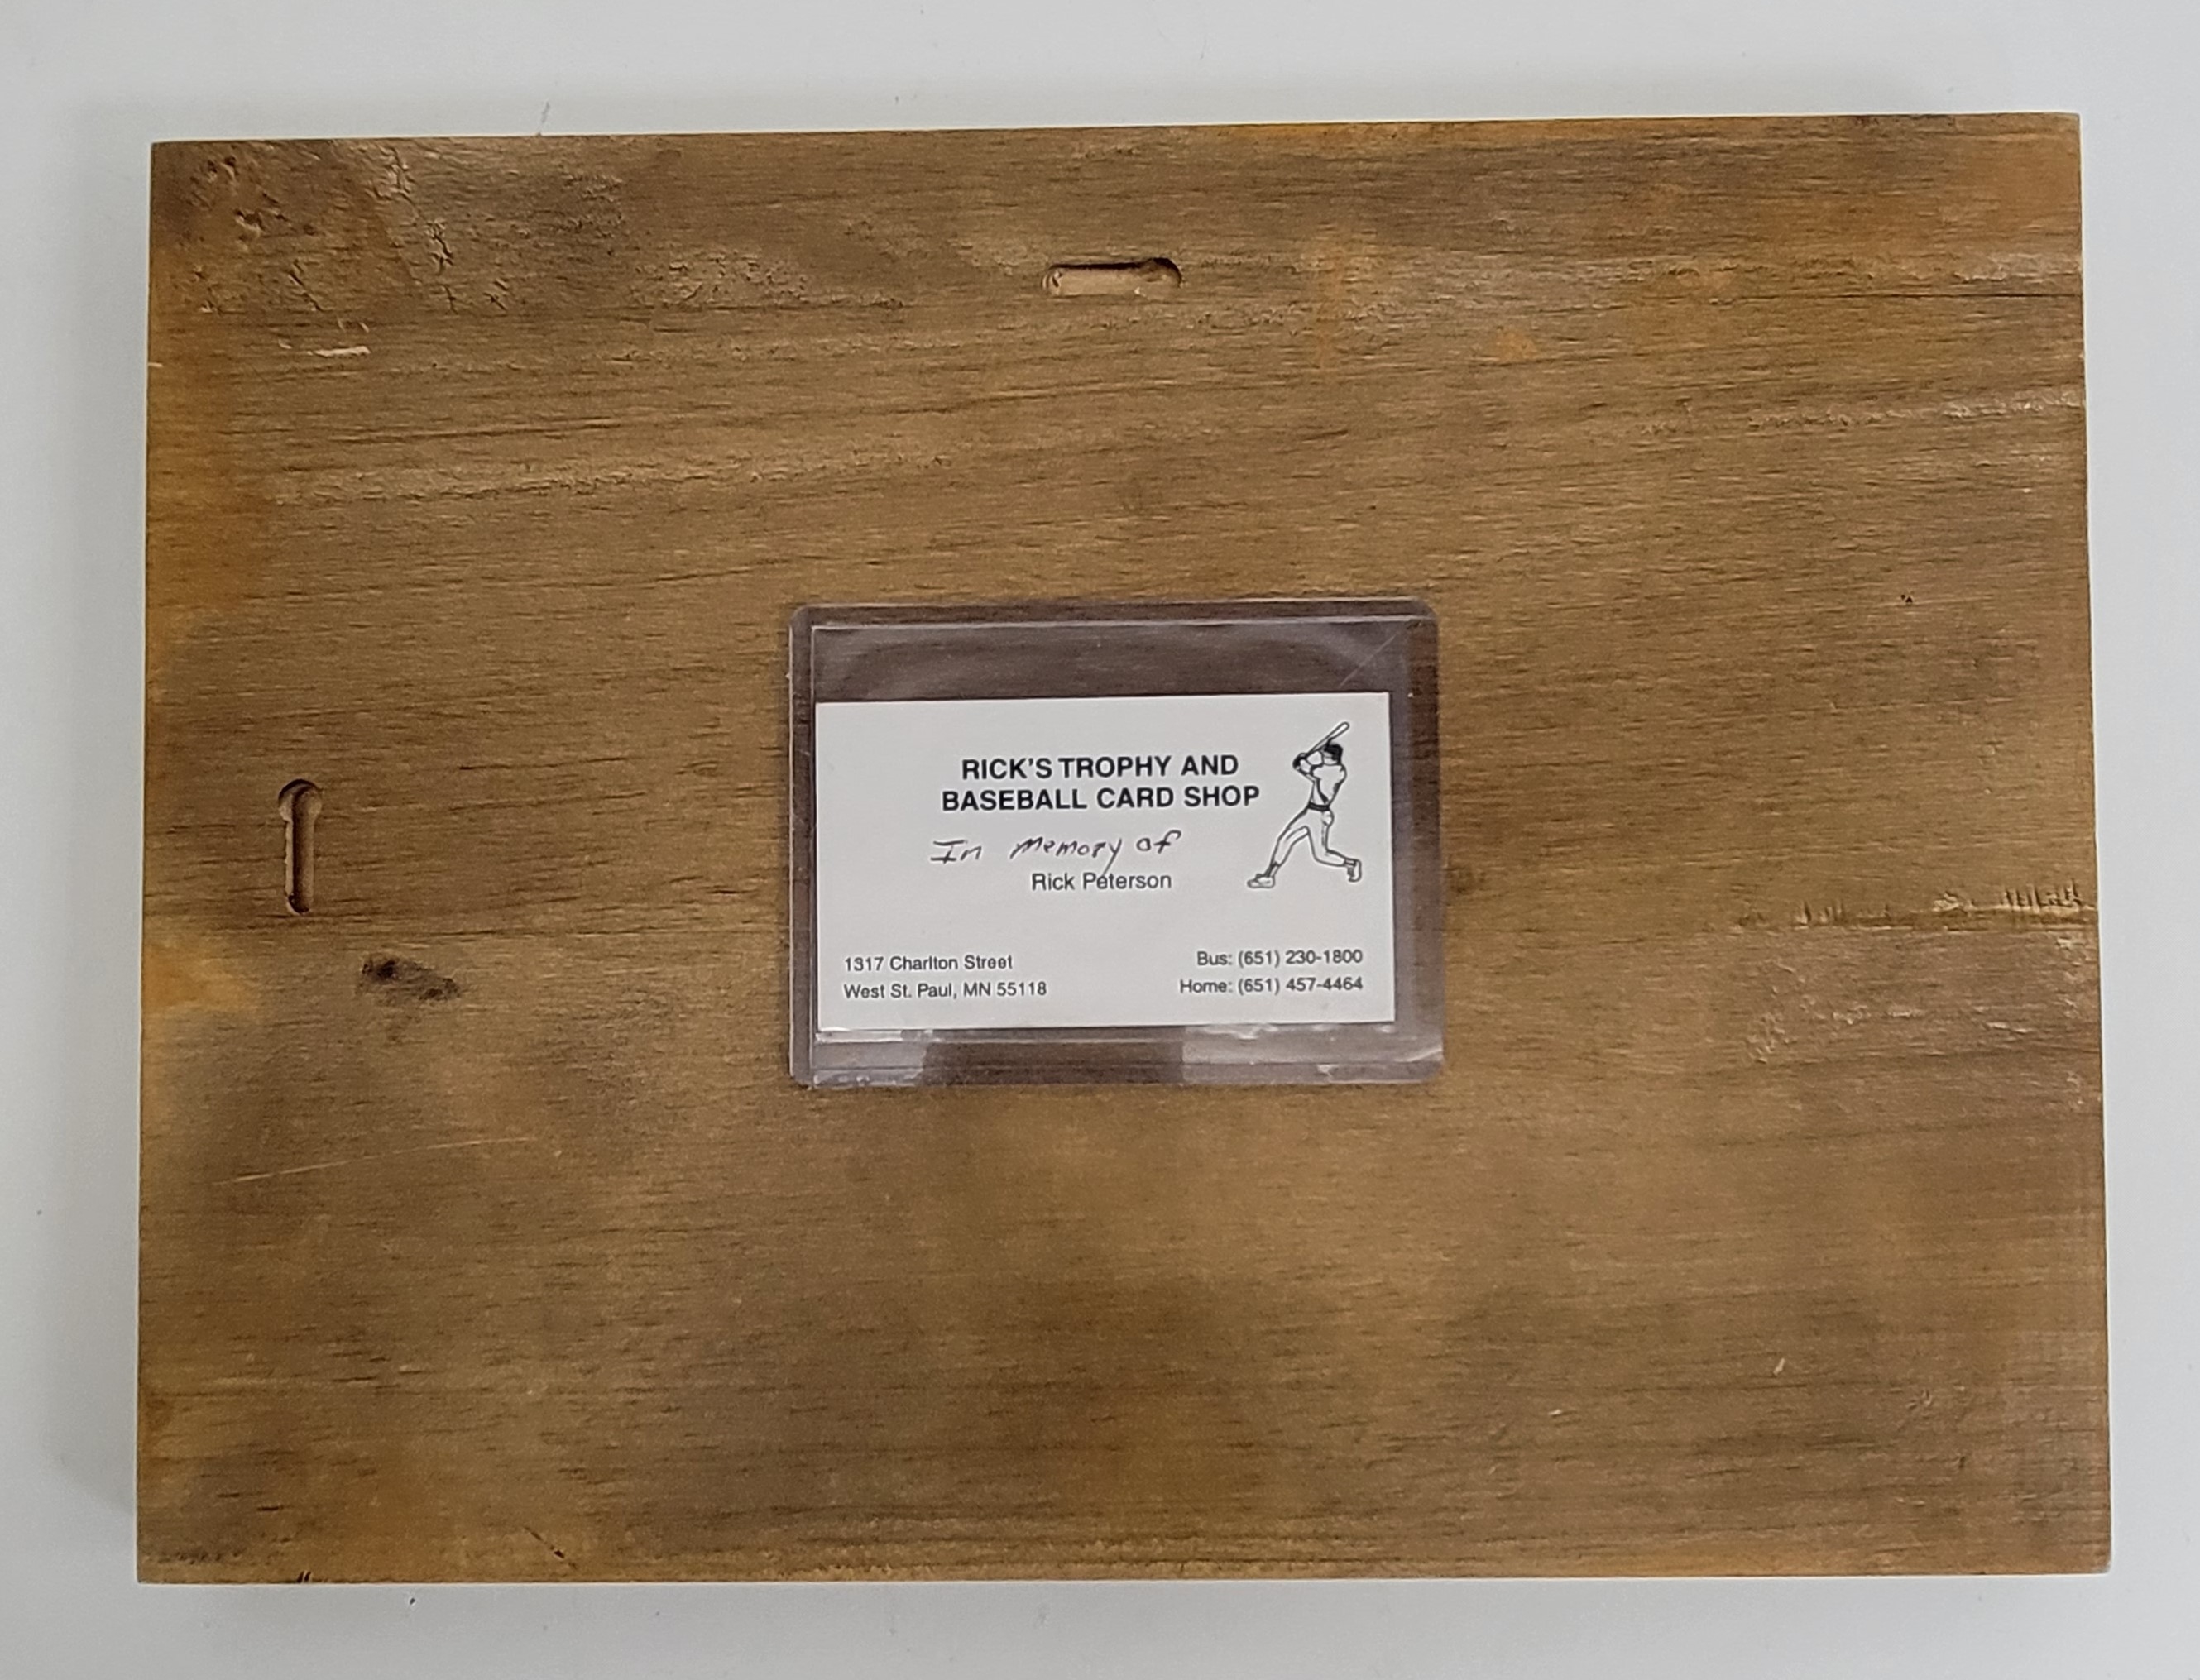 RICK'S TROPHY AND
BASEBALL CARD SHOP
In memory of
Rick Peterson
1317 Charlton Street
West St. Paul, MN 55118
Bus: (651) 230-1800
Home: (651) 457-4464